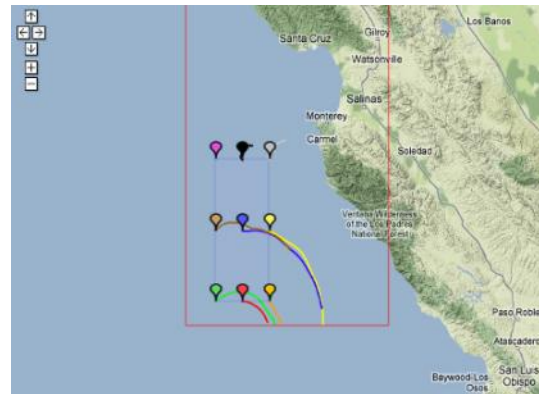 Los Banos
Santa Cruz
Gilroy
Watsonville
Salinas
Monterey
Carmel
Soledad
Ventana Wilderness
of the Los Padres
National Forest
Paso Roble
Atascadero
San Luis
Obispo
Baywood-Los
Osos